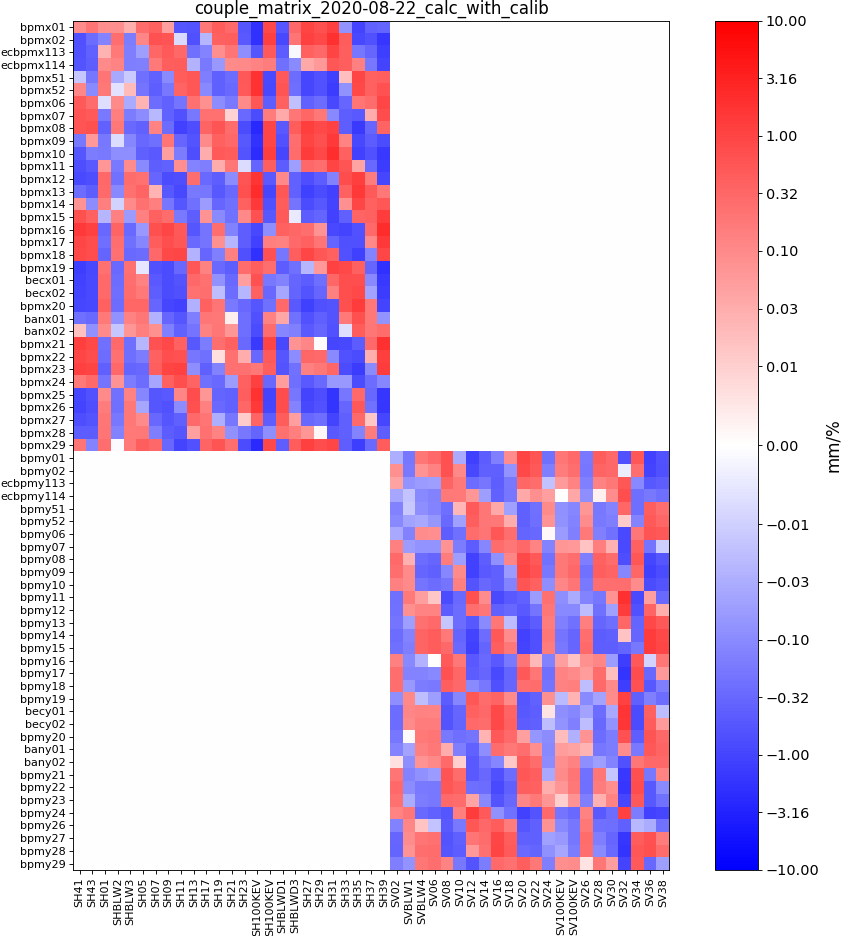 couple_matrix_2020-08-22_calc_with_calib
bpmx01
bpmx02
ecbpmx113
ecbpmx114
bpmx51
bpmx52
bpmx06
bpmx07
bpmx08
bpmx09
bpmx10
bpmx11
bpmx12
bpmx13
bpmx14
bpmx15
bpmx16
bpmx17
bpmx18
bpmx19
becx01
becx02
bpmx20
banx01
banx02
bpmx21
bpmx22
bpmx23
bpmx24
bpmx25
bpmx26
bpmx27
bpmx28
bpmx29
bpmy01
bpmy02
ecbpmy113
ecbpmy114
bpmy51
bpmy52
bpmy06
bpmy07
bpmy08
bpmy09
bpmy10
bpmy11
bpmy12
bpmy13
bpmy14
bpmy15
bpmy16
bpmy17
bpmy18
bpmy19
becy01
becy02
bpmy20
bany01
bany02
bpmy21
bpmy22
bpmy23
bpmy24
bpmy26
bpmy27
bpmy28
bpmy29
SH41
SH43
SH01
SHBLW2
SHBLW3
SH05
SH07
SH09
SH11
SH13
SH17
SH19
SH21
SH23
SH100KEV
SH100KEV
SHBLWD1
SHBLWD3
SH27
SH29
SH31
SH33
SH35
SH37
SH39
SV02
SVBLW1
SVBLW4
SV06
SV08
SV10
SV12
SV14
SV16
SV18
SV20
SV22
SV24
SV100KEV
SV100KEV
SV26
SV28
SV30
SV32
SV34
SV36
SV38
10.00
3.16
1.00
0.32
0.10
0.03
0.01
0.00
−0.01
−0.03
−0.10
−0.32
−1.00
−3.16
−10.00
mm/%